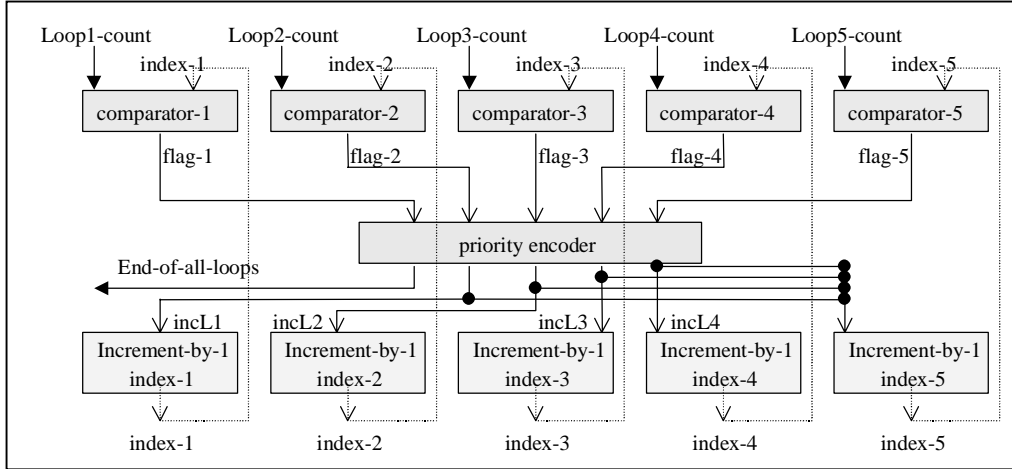 Loop1-count Loop2-count Loop3-count Loop4-count Loop5-count
index-1 index-2 index-3 index-4 index-5
comparator-1 comparator-2 comparator-3 comparator-4 comparator-5
flag-1 flag-2 flag-3 flag-4 flag-5
priority encoder
End-of-all-loops
incL1 incL2 incL3 incL4
Increment-by-1 Increment-by-1 Increment-by-1 Increment-by-1 Increment-by-1
index-1 index-2 index-3 index-4 index-5
index-1 index-2 index-3 index-4 index-5